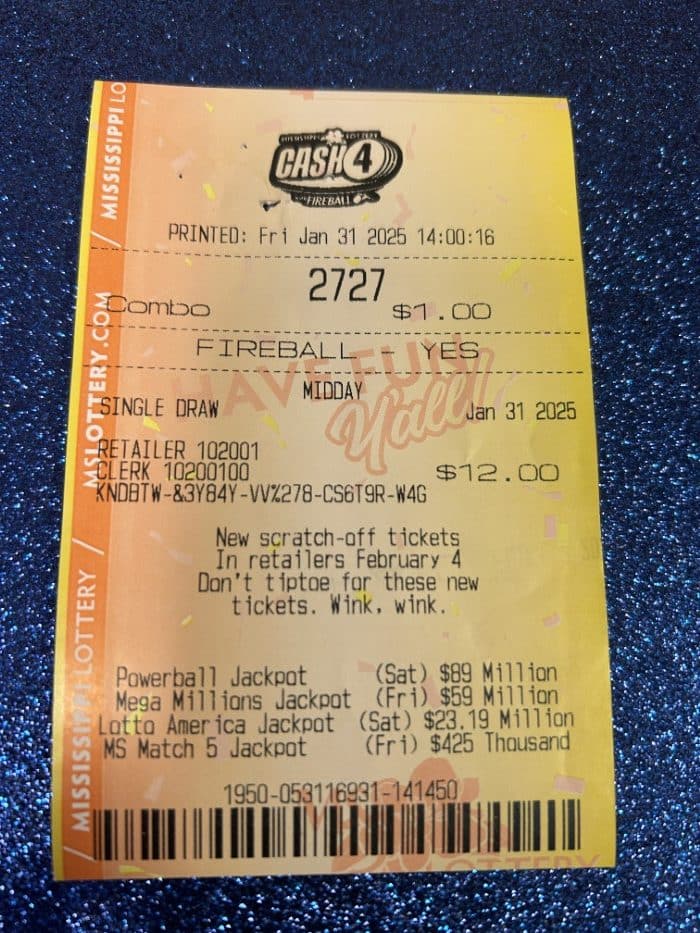 MISSISSIPPI LOTTERY
CASH 4
FIREBALL
PRINTED: Fri Jan 31 2025 14:00:16
2727
Combo $1.00
FIREBALL - YES
HAVE FUN
Y'all!
MIDDAY
SINGLE DRAW Jan 31 2025
RETAILER 102001
CLERK 10200100 $12.00
KNDBTW-&3Y84Y-VV%278-CS6T9R-W4G
New scratch-off tickets
In retailers February 4
Don't tiptoe for these new
tickets. Wink, wink.
Powerball Jackpot (Sat) $89 Million
Mega Millions Jackpot (Fri) $59 Million
Lotto America Jackpot (Sat) $23.19 Million
MS Match 5 Jackpot (Fri) $425 Thousand
1950-053116931-141450
LOTTERY
MISSISSIPPI LO
/ MSLOTTERY.COM
/ MISSISSIPPI LOTTERY /